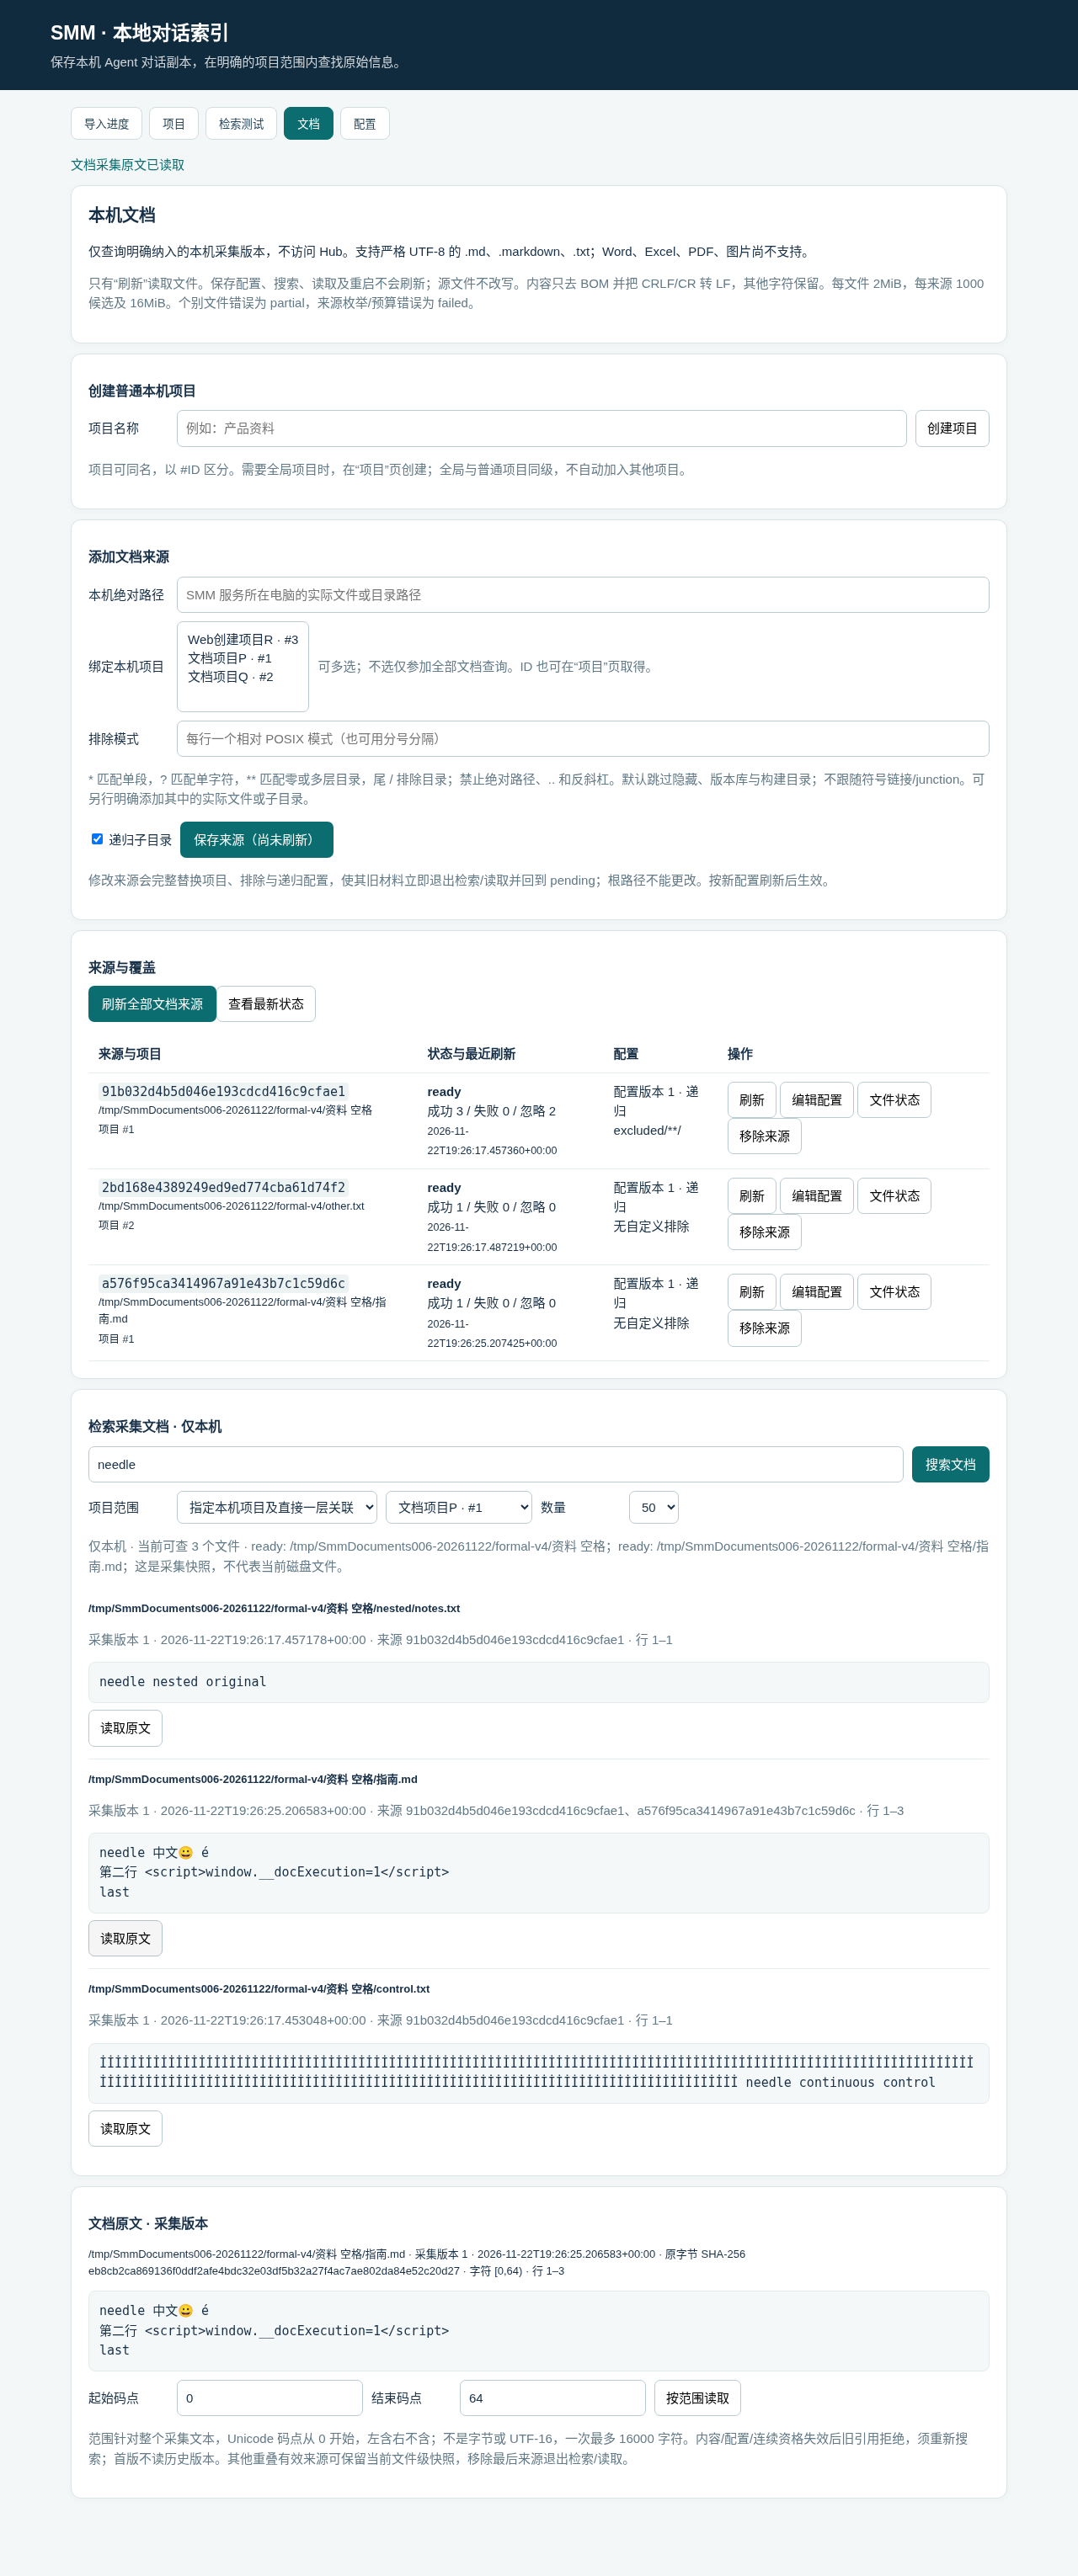 SMM · 本地对话索引
保存本机 Agent 对话副本，在明确的项目范围内查找原始信息。
导入进度 项目 检索测试 文档 配置
文档采集原文已读取
本机文档
仅查询明确纳入的本机采集版本，不访问 Hub。支持严格 UTF-8 的 .md、.markdown、.txt；Word、Excel、PDF、图片尚不支持。
只有“刷新”读取文件。保存配置、搜索、读取及重启不会刷新；源文件不改写。内容只去 BOM 并把 CRLF/CR 转 LF，其他字符保留。每文件 2MiB，每来源 1000
候选及 16MiB。个别文件错误为 partial，来源枚举/预算错误为 failed。
创建普通本机项目
项目名称 例如：产品资料 创建项目
项目可同名，以 #ID 区分。需要全局项目时，在“项目”页创建；全局与普通项目同级，不自动加入其他项目。
添加文档来源
本机绝对路径 SMM 服务所在电脑的实际文件或目录路径
Web创建项目R · #3
文档项目P · #1
绑定本机项目 可多选；不选仅参加全部文档查询。ID 也可在“项目”页取得。
文档项目Q · #2
排除模式 每行一个相对 POSIX 模式（也可用分号分隔）
* 匹配单段，? 匹配单字符，** 匹配零或多层目录，尾 / 排除目录；禁止绝对路径、.. 和反斜杠。默认跳过隐藏、版本库与构建目录；不跟随符号链接/junction。可
另行明确添加其中的实际文件或子目录。
递归子目录 保存来源（尚未刷新）
修改来源会完整替换项目、排除与递归配置，使其旧材料立即退出检索/读取并回到 pending；根路径不能更改。按新配置刷新后生效。
来源与覆盖
刷新全部文档来源 查看最新状态
来源与项目 状态与最近刷新 配置 操作
91b032d4b5d046e193cdcd416c9cfae1 ready 配置版本 1 · 递 刷新 编辑配置 文件状态
/tmp/SmmDocuments006-20261122/formal-v4/资料 空格 成功 3 / 失败 0 / 忽略 2 归
项目 #1 2026-11- excluded/**/ 移除来源
22T19:26:17.457360+00:00
2bd168e4389249ed9ed774cba61d74f2 ready 配置版本 1 · 递 刷新 编辑配置 文件状态
/tmp/SmmDocuments006-20261122/formal-v4/other.txt 成功 1 / 失败 0 / 忽略 0 归
项目 #2 2026-11- 无自定义排除 移除来源
22T19:26:17.487219+00:00
a576f95ca3414967a91e43b7c1c59d6c ready 配置版本 1 · 递 刷新 编辑配置 文件状态
/tmp/SmmDocuments006-20261122/formal-v4/资料 空格/指 成功 1 / 失败 0 / 忽略 0 归
南.md 2026-11- 无自定义排除 移除来源
项目 #1 22T19:26:25.207425+00:00
检索采集文档 · 仅本机
needle 搜索文档
项目范围 指定本机项目及直接一层关联 文档项目P · #1 数量 50
仅本机 · 当前可查 3 个文件 · ready: /tmp/SmmDocuments006-20261122/formal-v4/资料 空格；ready: /tmp/SmmDocuments006-20261122/formal-v4/资料 空格/指
南.md；这是采集快照，不代表当前磁盘文件。
/tmp/SmmDocuments006-20261122/formal-v4/资料 空格/nested/notes.txt
采集版本 1 · 2026-11-22T19:26:17.457178+00:00 · 来源 91b032d4b5d046e193cdcd416c9cfae1 · 行 1–1
needle nested original
读取原文
/tmp/SmmDocuments006-20261122/formal-v4/资料 空格/指南.md
采集版本 1 · 2026-11-22T19:26:25.206583+00:00 · 来源 91b032d4b5d046e193cdcd416c9cfae1、a576f95ca3414967a91e43b7c1c59d6c · 行 1–3
needle 中文😀 é
第二行 <script>window.__docExecution=1</script>
last
读取原文
/tmp/SmmDocuments006-20261122/formal-v4/资料 空格/control.txt
采集版本 1 · 2026-11-22T19:26:17.453048+00:00 · 来源 91b032d4b5d046e193cdcd416c9cfae1 · 行 1–1
needle continuous control
读取原文
文档原文 · 采集版本
/tmp/SmmDocuments006-20261122/formal-v4/资料 空格/指南.md · 采集版本 1 · 2026-11-22T19:26:25.206583+00:00 · 原字节 SHA-256
eb8cb2ca869136f0ddf2afe4bdc32e03df5b32a27f4ac7ae802da84e52c20d27 · 字符 [0,64) · 行 1–3
needle 中文😀 é
第二行 <script>window.__docExecution=1</script>
last
起始码点 0 结束码点 64 按范围读取
范围针对整个采集文本，Unicode 码点从 0 开始，左含右不含；不是字节或 UTF-16，一次最多 16000 字符。内容/配置/连续资格失效后旧引用拒绝，须重新搜
索；首版不读历史版本。其他重叠有效来源可保留当前文件级快照，移除最后来源退出检索/读取。